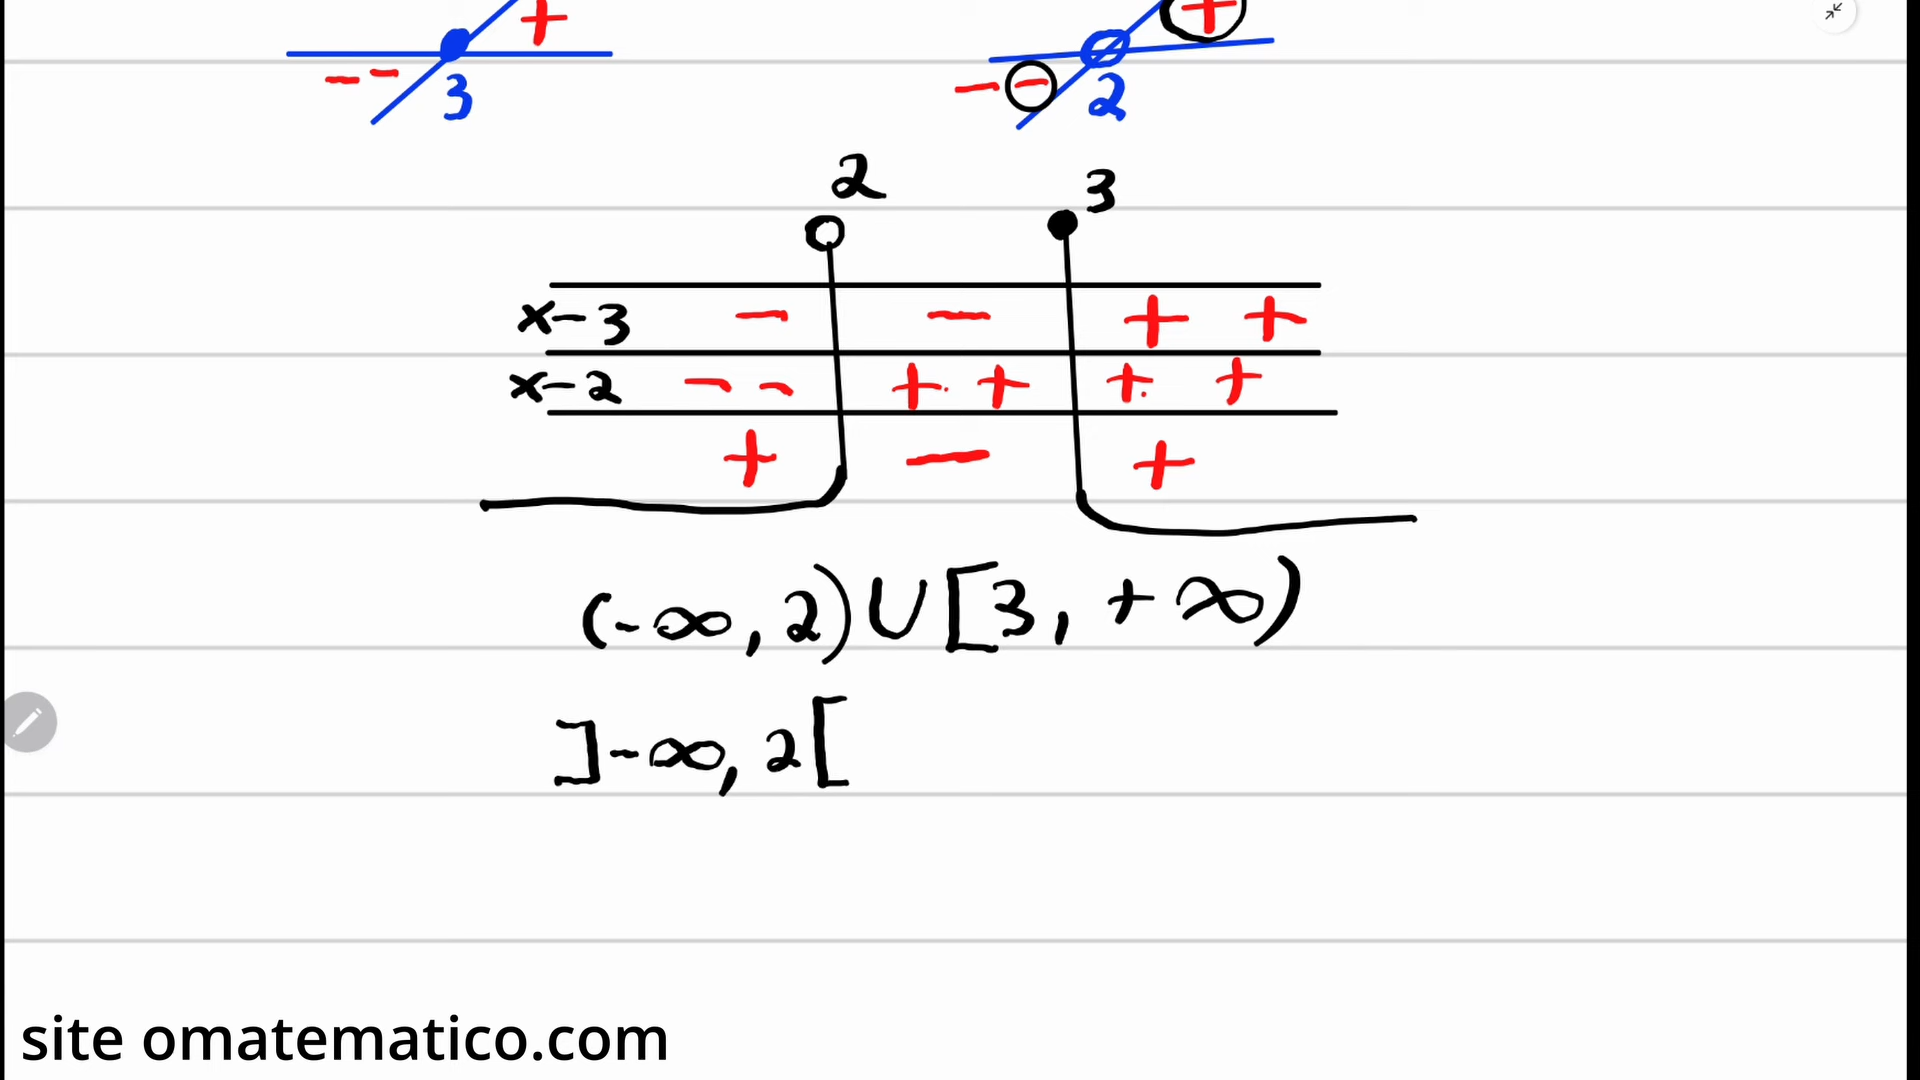 + +
-- 3 -- 2
2 3
x-3 - - + +
x-2 -- ++ + +
+ - +
(-∞, 2) U [3, +∞)
]-∞, 2[
site omatematico.com